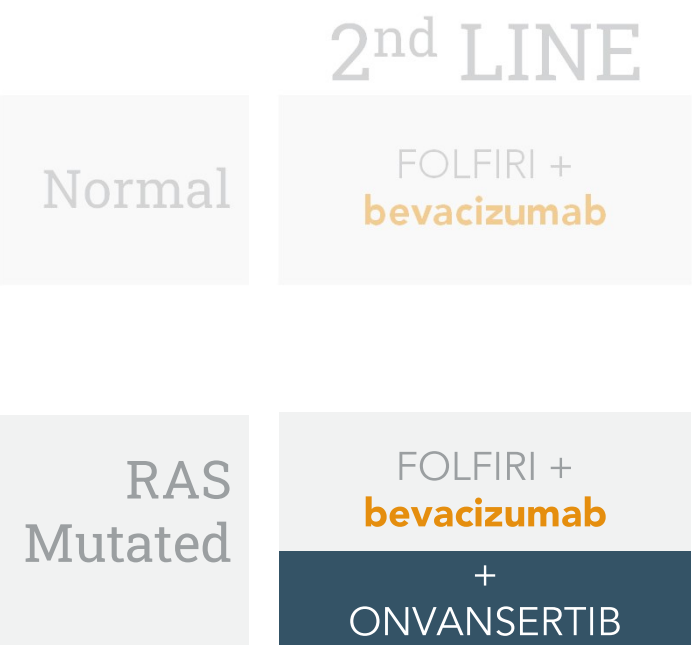 2nd LINE
Normal
FOLFIRI +
bevacizumab
RAS
Mutated
FOLFIRI +
bevacizumab
+
ONVANSERTIB